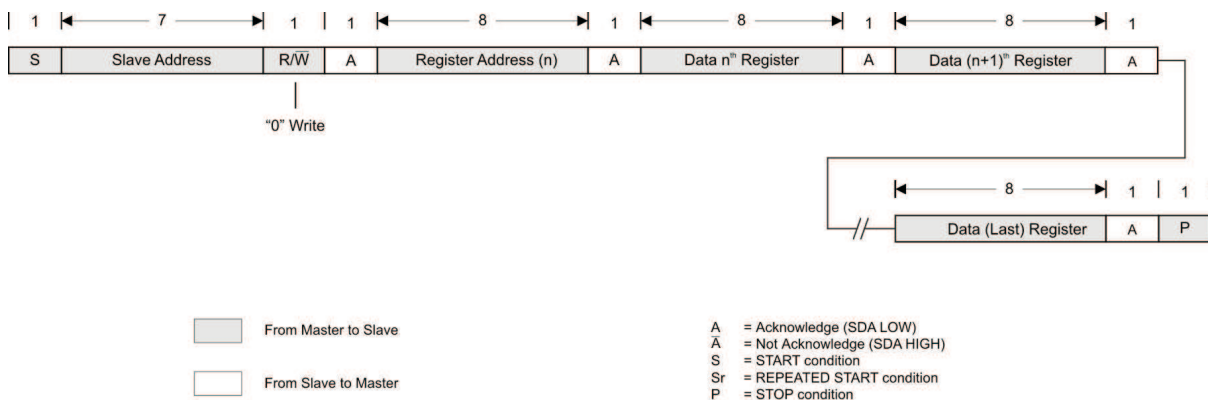 1 7 1 1 8 1 8 1 8 1
S Slave Address R/W̅ A Register Address (n) A Data nᵗʰ Register A Data (n+1)ᵗʰ Register A
“0” Write
8 1 1
Data (Last) Register A P
From Master to Slave
From Slave to Master
A = Acknowledge (SDA LOW)
A̅ = Not Acknowledge (SDA HIGH)
S = START condition
Sr = REPEATED START condition
P = STOP condition